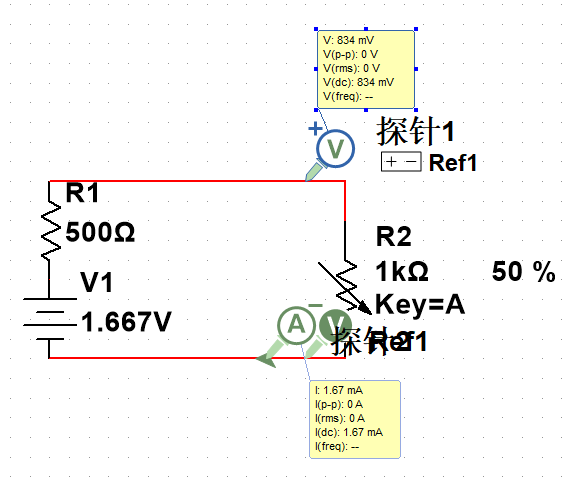 V: 834 mV
V(p-p): 0 V
V(rms): 0 V
V(dc): 834 mV
V(freq): --
+
V
探针1
+ −
Ref1
R1
500Ω
R2
1kΩ
50 %
Key=A
V1
1.667V
−
A
V
探针2
Ref1
I: 1.67 mA
I(p-p): 0 A
I(rms): 0 A
I(dc): 1.67 mA
I(freq): --